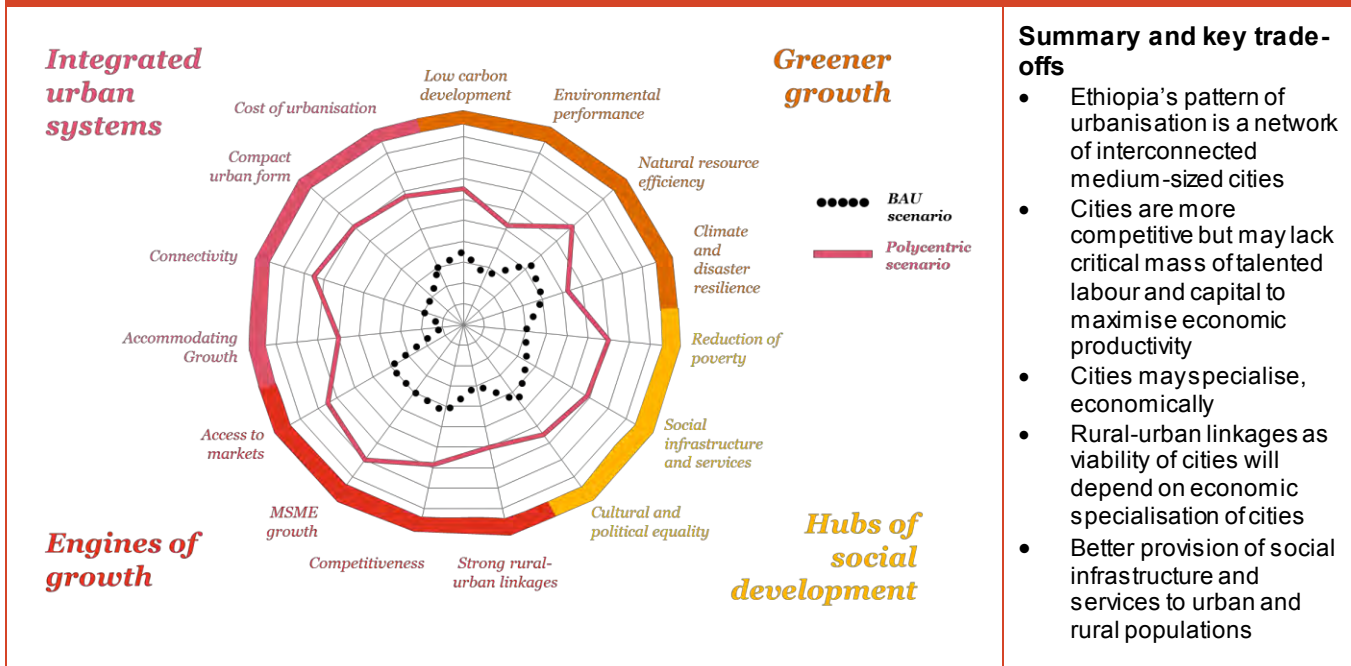 Integrated
urban
systems
Greener
growth
Low carbon
development
Environmental
performance
Cost of urbanisation
Compact
urban form
Natural resource
efficiency
BAU
scenario
Polycentric
scenario
Connectivity
Climate
and
disaster
resilience
Accommodating
Growth
Reduction of
poverty
Access to
markets
Social
infrastructure
and services
MSME
growth
Cultural and
political equality
Competitiveness
Strong rural-
urban linkages
Engines of
growth
Hubs of
social
development
Summary and key trade-
offs
• Ethiopia's pattern of
urbanisation is a network
of interconnected
medium-sized cities
• Cities are more
competitive but may lack
critical mass of talented
labour and capital to
maximise economic
productivity
• Cities may specialise,
economically
• Rural-urban linkages as
viability of cities will
depend on economic
specialisation of cities
• Better provision of social
infrastructure and
services to urban and
rural populations